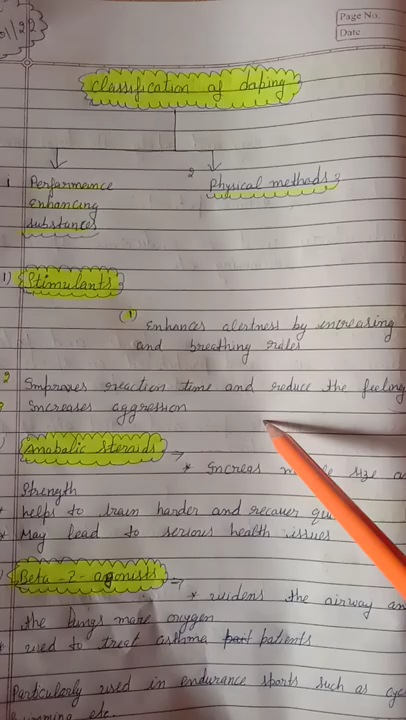 Page No.
Date
Classification of doping
1 Performance
enhancing
substances
2 Physical methods:
1) Stimulants
(1) Enhances alertness by increasing
and breathing rates
2 Improves reaction time and reduce the feeling
Increases aggression
Anabolic steroids →
* Increas size
Strength
* helps to train harder and recover
* May lead to serious health issues
Beta-2-agonists →
* widens the airway
the lungs more oxygen
* used to treat asthma patients
Particularly used in endurance sports such as
etc.